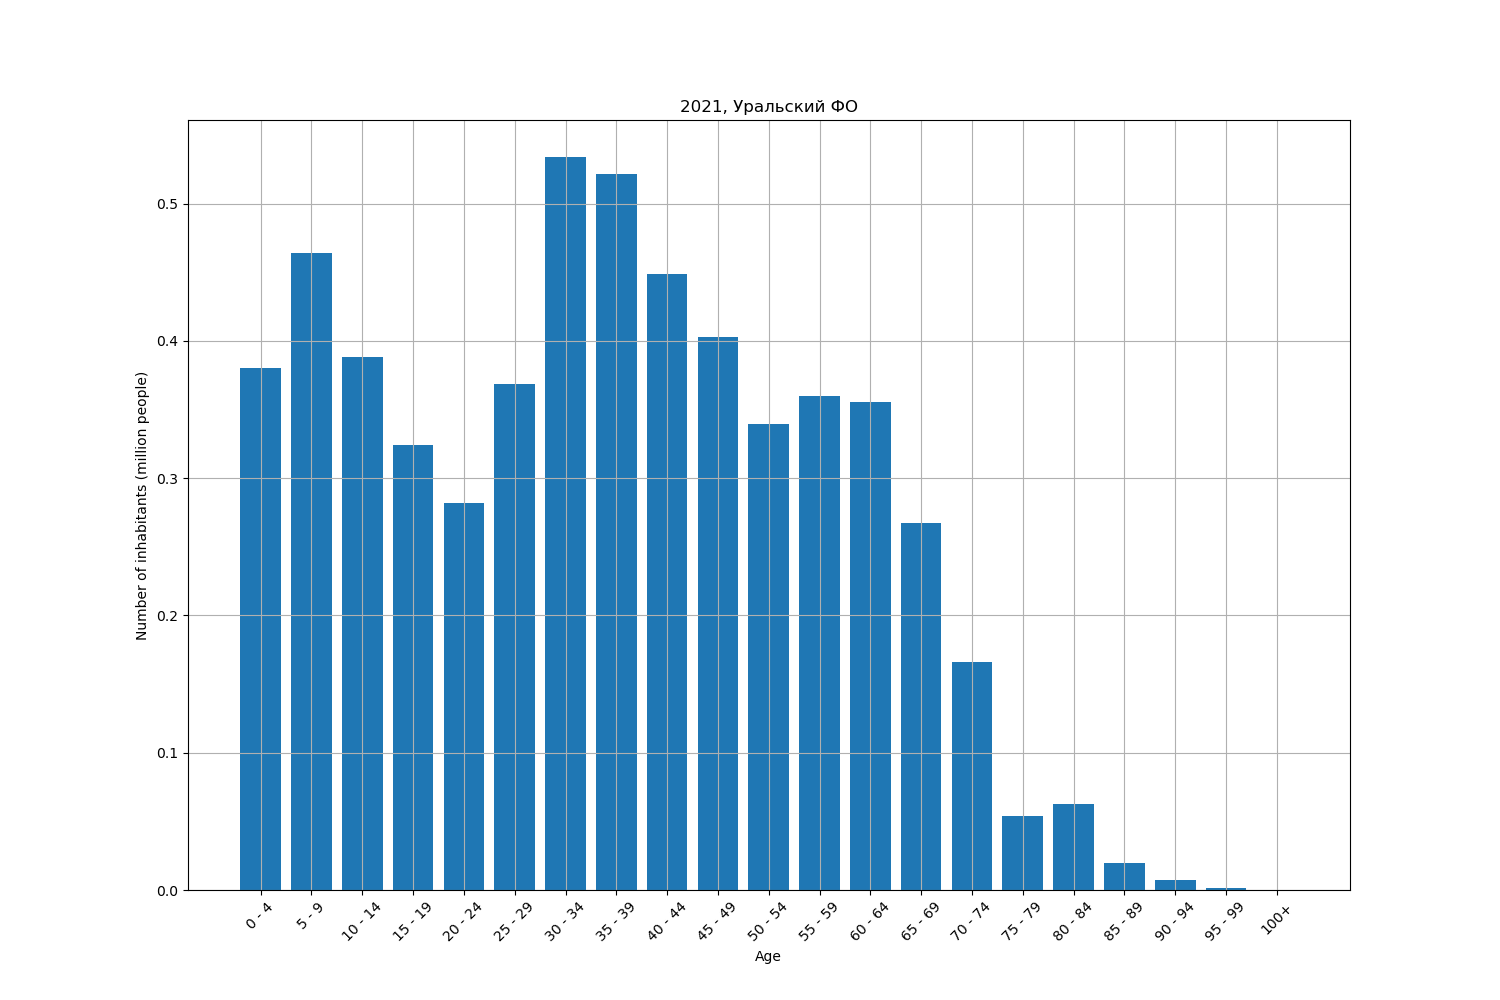 2021, Уральский ФО
Number of inhabitants (million people)
0.5
0.4
0.3
0.2
0.1
0.0
0 - 4
5 - 9
10 - 14
15 - 19
20 - 24
25 - 29
30 - 34
35 - 39
40 - 44
45 - 49
50 - 54
55 - 59
60 - 64
65 - 69
70 - 74
75 - 79
80 - 84
85 - 89
90 - 94
95 - 99
100+
Age